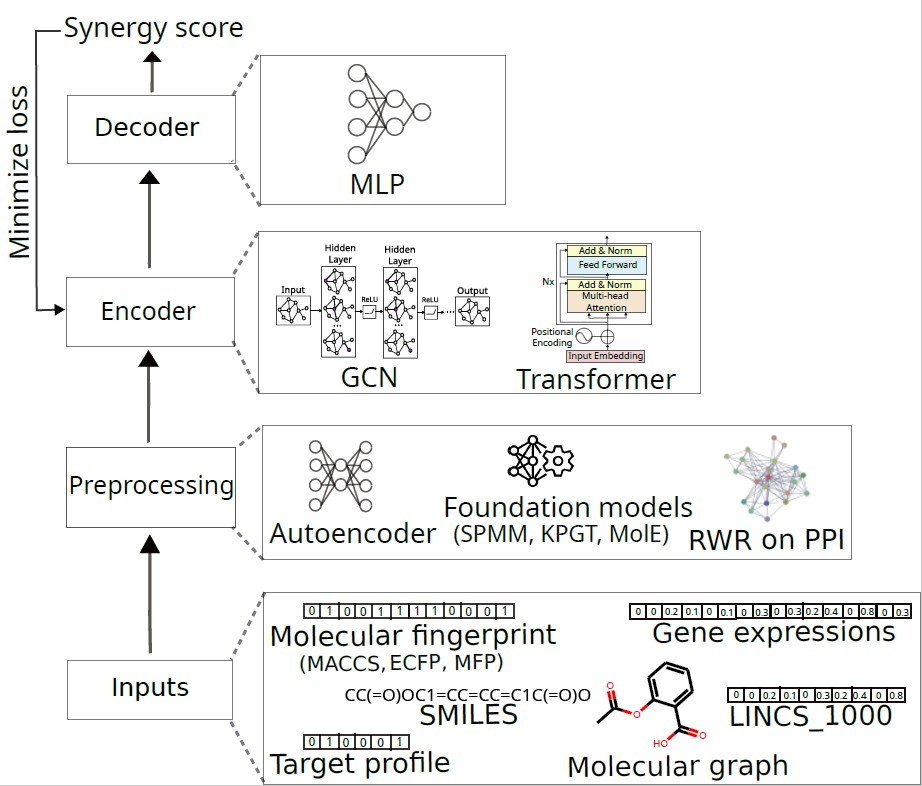 Synergy score
Minimize loss
Decoder
MLP
Encoder
Hidden
Layer
Hidden
Layer
Input
ReLU
ReLU
Output
...
...
GCN
Add & Norm
Feed Forward
Nx
Add & Norm
Multi-head
Attention
Positional
Encoding
Input Embedding
Transformer
Preprocessing
Autoencoder
Foundation models
(SPMM, KPGT, MolE)
RWR on PPI
Inputs
0 1 0 0 1 1 1 1 0 0 0 1
Molecular fingerprint
(MACCS, ECFP, MFP)
0 0 0.2 0.1 0 0.1 0 0.3 0 0.3 0.2 0.4 0 0.8 0 0.3
Gene expressions
CC(=O)OC1=CC=CC=C1C(=O)O
SMILES
0 1 0 0 0 1
Target profile
O
O
HO
O
Molecular graph
0 0 0.2 0.1 0 0.3 0.2 0.4 0 0.8
LINCS_1000